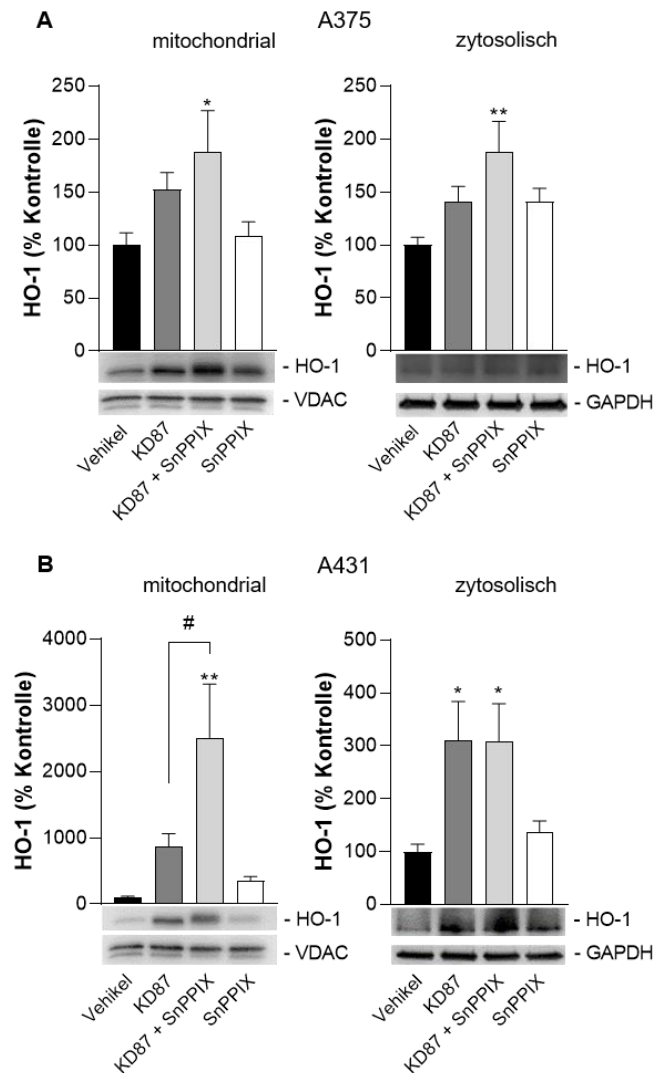 A A375
mitochondrial zytosolisch
HO-1 (% Kontrolle)
250
200
150
100
50
0
*
- HO-1
- VDAC
Vehikel
KD87
KD87 + SnPPIX
SnPPIX
HO-1 (% Kontrolle)
250
200
150
100
50
0
**
- HO-1
- GAPDH
Vehikel
KD87
KD87 + SnPPIX
SnPPIX
B A431
mitochondrial zytosolisch
HO-1 (% Kontrolle)
4000
3000
2000
1000
0
#
**
- HO-1
- VDAC
Vehikel
KD87
KD87 + SnPPIX
SnPPIX
HO-1 (% Kontrolle)
500
400
300
200
100
0
* *
- HO-1
- GAPDH
Vehikel
KD87
KD87 + SnPPIX
SnPPIX